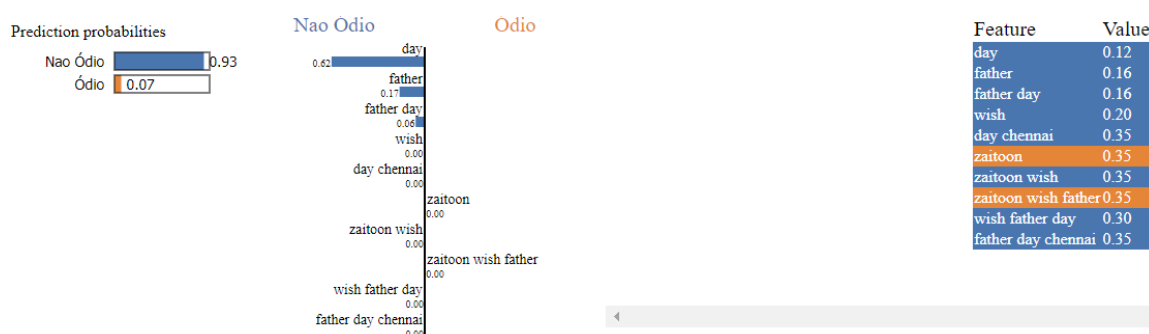 Prediction probabilities
Nao Ódio 0.93
Ódio 0.07
Nao Odio Odio
day
0.62
father
0.17
father day
0.06
wish
0.00
day chennai
0.00
zaitoon
0.00
zaitoon wish
0.00
zaitoon wish father
0.00
wish father day
0.00
father day chennai
0.00
Feature Value
day 0.12
father 0.16
father day 0.16
wish 0.20
day chennai 0.35
zaitoon 0.35
zaitoon wish 0.35
zaitoon wish father 0.35
wish father day 0.30
father day chennai 0.35